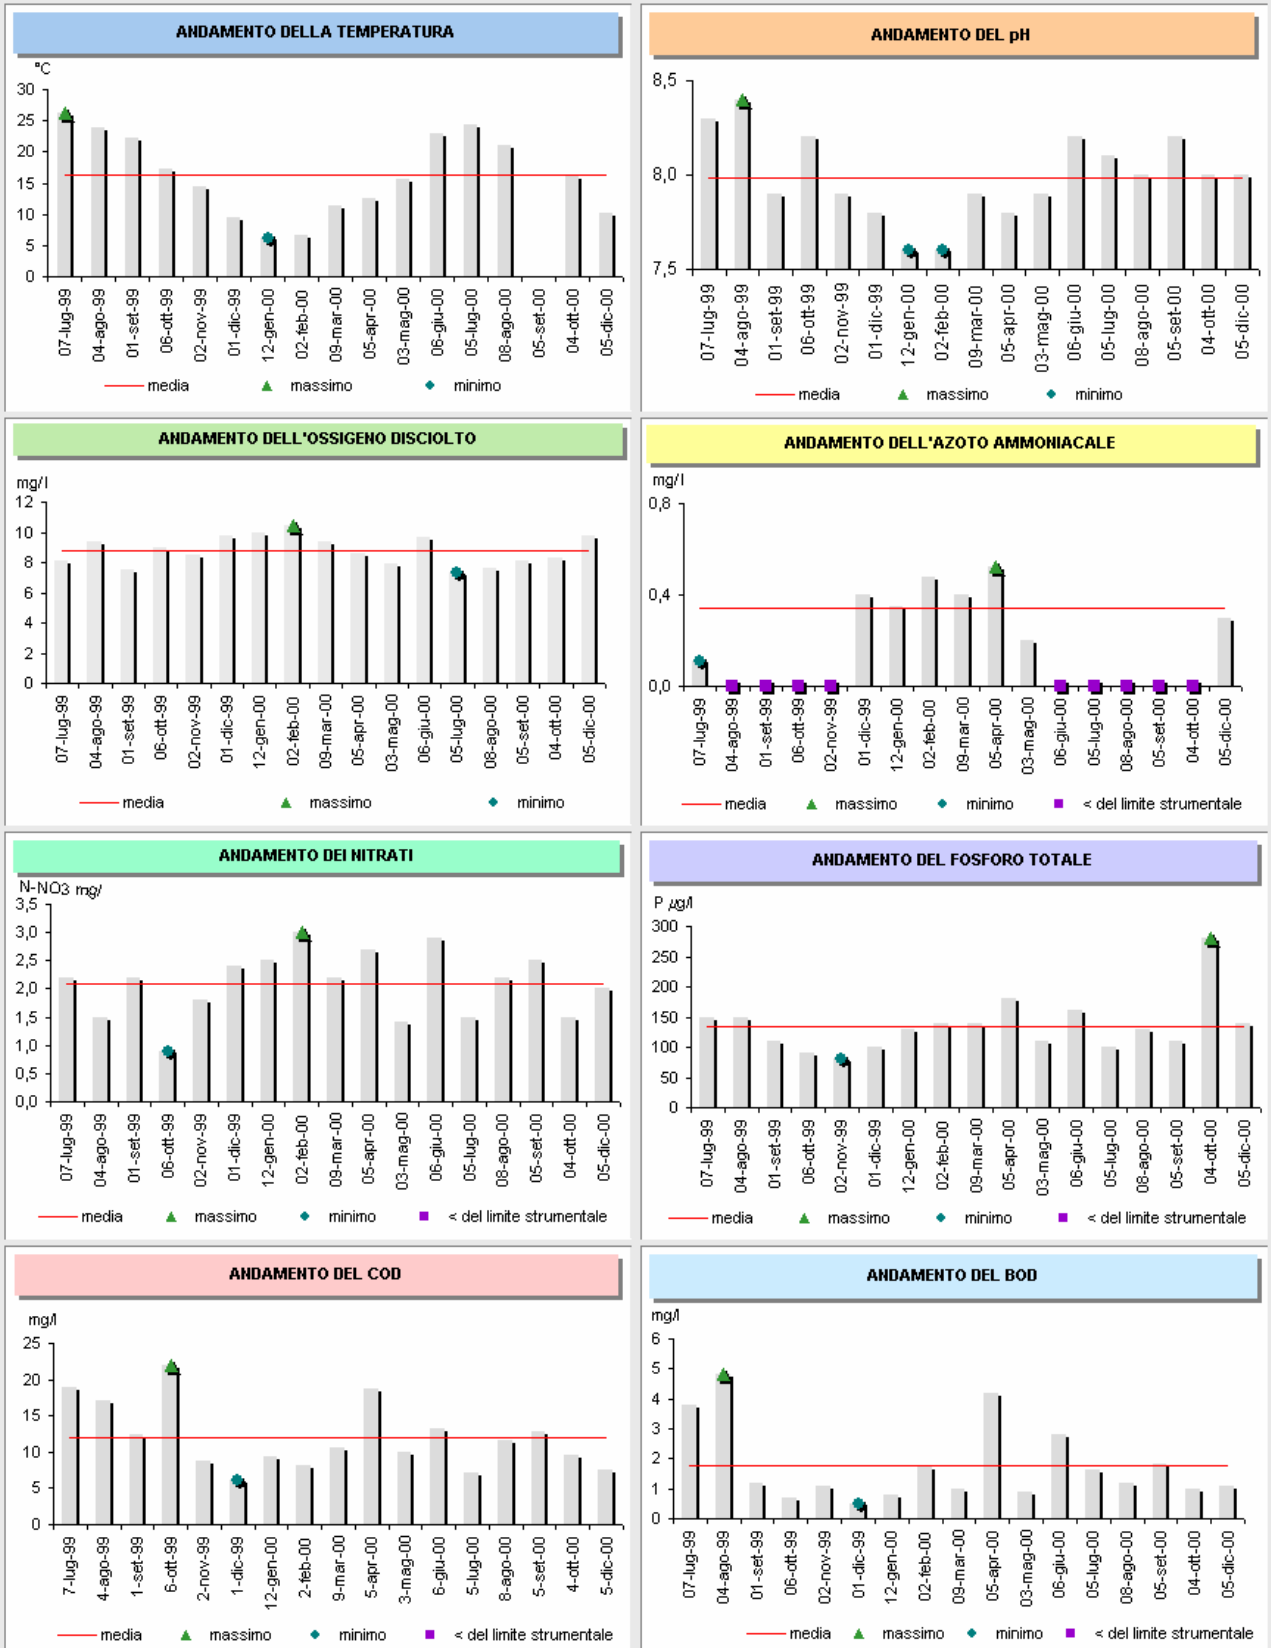 ANDAMENTO DELLA TEMPERATURA
°C
30
25
20
15
10
5
0
07-lug-99
04-ago-99
01-set-99
06-ott-99
02-nov-99
01-dic-99
12-gen-00
02-feb-00
09-mar-00
05-apr-00
03-mag-00
06-giu-00
05-lug-00
08-ago-00
05-set-00
04-ott-00
05-dic-00
media massimo minimo
ANDAMENTO DEL pH
8,5
8,0
7,5
07-lug-99
04-ago-99
01-set-99
06-ott-99
02-nov-99
01-dic-99
12-gen-00
02-feb-00
09-mar-00
05-apr-00
03-mag-00
06-giu-00
05-lug-00
08-ago-00
05-set-00
04-ott-00
05-dic-00
media massimo minimo
ANDAMENTO DELL'OSSIGENO DISCIOLTO
mg/l
12
10
8
6
4
2
0
07-lug-99
04-ago-99
01-set-99
06-ott-99
02-nov-99
01-dic-99
12-gen-00
02-feb-00
09-mar-00
05-apr-00
03-mag-00
06-giu-00
05-lug-00
08-ago-00
05-set-00
04-ott-00
05-dic-00
media massimo minimo
ANDAMENTO DELL'AZOTO AMMONIACALE
mg/l
0,8
0,4
0,0
07-lug-99
04-ago-99
01-set-99
06-ott-99
02-nov-99
01-dic-99
12-gen-00
02-feb-00
09-mar-00
05-apr-00
03-mag-00
06-giu-00
05-lug-00
08-ago-00
05-set-00
04-ott-00
05-dic-00
media massimo minimo < del limite strumentale
ANDAMENTO DEI NITRATI
N-NO3 mg/
3,5
3,0
2,5
2,0
1,5
1,0
0,5
0,0
07-lug-99
04-ago-99
01-set-99
06-ott-99
02-nov-99
01-dic-99
12-gen-00
02-feb-00
09-mar-00
05-apr-00
03-mag-00
06-giu-00
05-lug-00
08-ago-00
05-set-00
04-ott-00
05-dic-00
media massimo minimo < del limite strumentale
ANDAMENTO DEL FOSFORO TOTALE
P µg/l
300
250
200
150
100
50
0
07-lug-99
04-ago-99
01-set-99
06-ott-99
02-nov-99
01-dic-99
12-gen-00
02-feb-00
09-mar-00
05-apr-00
03-mag-00
06-giu-00
05-lug-00
08-ago-00
05-set-00
04-ott-00
05-dic-00
media massimo minimo < del limite strumentale
ANDAMENTO DEL COD
mg/l
25
20
15
10
5
0
7-lug-99
4-ago-99
1-set-99
6-ott-99
2-nov-99
1-dic-99
12-gen-00
2-feb-00
9-mar-00
5-apr-00
3-mag-00
6-giu-00
5-lug-00
8-ago-00
5-set-00
4-ott-00
5-dic-00
media massimo minimo < del limite strumentale
ANDAMENTO DEL BOD
mg/l
6
5
4
3
2
1
0
07-lug-99
04-ago-99
01-set-99
06-ott-99
02-nov-99
01-dic-99
12-gen-00
02-feb-00
09-mar-00
05-apr-00
03-mag-00
06-giu-00
05-lug-00
08-ago-00
05-set-00
04-ott-00
05-dic-00
media massimo minimo < del limite strumentale